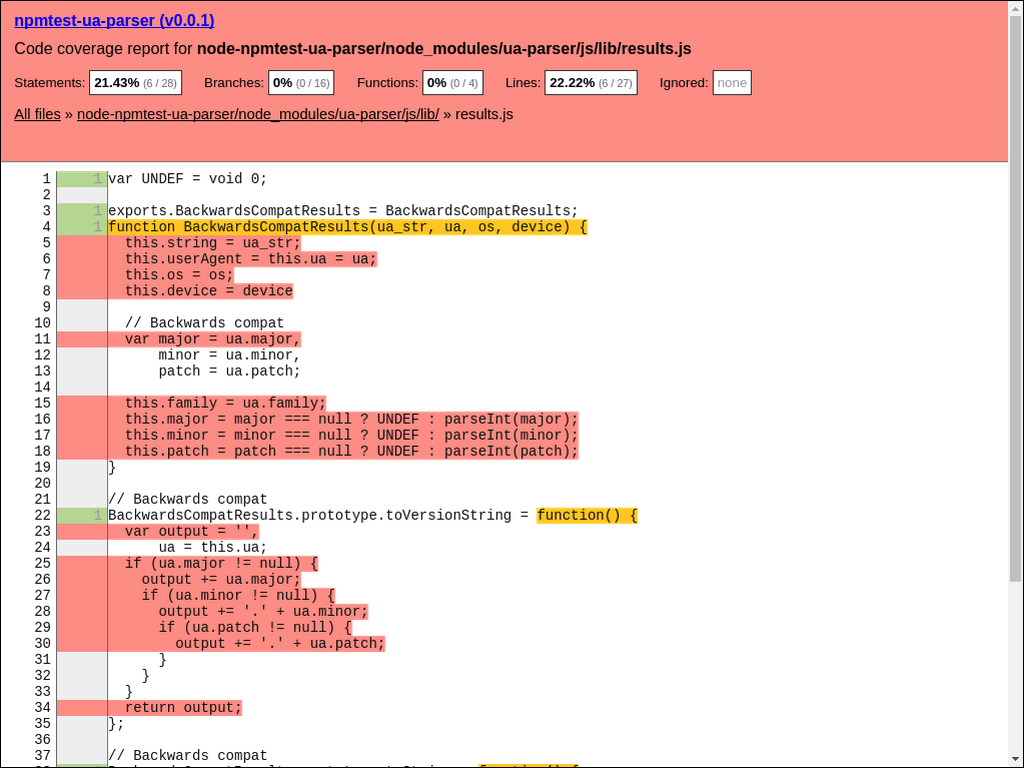 npmtest-ua-parser (v0.0.1)
Code coverage report for node-npmtest-ua-parser/node_modules/ua-parser/js/lib/results.js
Statements: 21.43% (6 / 28) Branches: 0% (0 / 16) Functions: 0% (0 / 4) Lines: 22.22% (6 / 27) Ignored: none
All files » node-npmtest-ua-parser/node_modules/ua-parser/js/lib/ » results.js
1 1 var UNDEF = void 0;
2
3 1 exports.BackwardsCompatResults = BackwardsCompatResults;
4 1 function BackwardsCompatResults(ua_str, ua, os, device) {
5 this.string = ua_str;
6 this.userAgent = this.ua = ua;
7 this.os = os;
8 this.device = device
9
10 // Backwards compat
11 var major = ua.major,
12 minor = ua.minor,
13 patch = ua.patch;
14
15 this.family = ua.family;
16 this.major = major === null ? UNDEF : parseInt(major);
17 this.minor = minor === null ? UNDEF : parseInt(minor);
18 this.patch = patch === null ? UNDEF : parseInt(patch);
19 }
20
21 // Backwards compat
22 1 BackwardsCompatResults.prototype.toVersionString = function() {
23 var output = '',
24 ua = this.ua;
25 if (ua.major != null) {
26 output += ua.major;
27 if (ua.minor != null) {
28 output += '.' + ua.minor;
29 if (ua.patch != null) {
30 output += '.' + ua.patch;
31 }
32 }
33 }
34 return output;
35 };
36
37 // Backwards compat